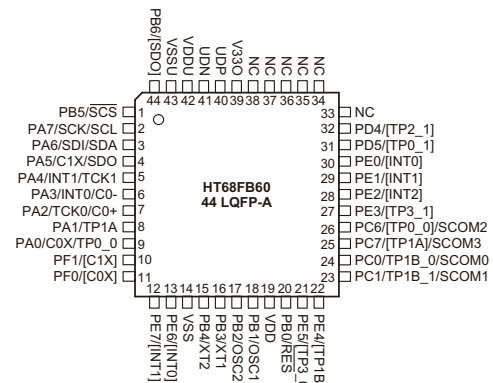 PB6/[SDO]
VSSU
VDDU
UDN
UDP
V33O
NC
NC
NC
NC
NC
44 43 42 41 40 39 38 37 36 35 34
PB5/SCS 1
PA7/SCK/SCL 2
PA6/SDI/SDA 3
PA5/C1X/SDO 4
PA4/INT1/TCK1 5
PA3/INT0/C0- 6
PA2/TCK0/C0+ 7
PA1/TP1A 8
PA0/C0X/TP0_0 9
PF1/[C1X] 10
PF0/[C0X] 11
HT68FB60
44 LQFP-A
33 NC
32 PD4/[TP2_1]
31 PD5/[TP0_1]
30 PE0/[INT0]
29 PE1/[INT1]
28 PE2/[INT2]
27 PE3/[TP3_1]
26 PC6/[TP0_0]/SCOM2
25 PC7/[TP1A]/SCOM3
24 PC0/TP1B_0/SCOM0
23 PC1/TP1B_1/SCOM1
12 13 14 15 16 17 18 19 20 21 22
PE7/[INT1]
PE6/[INT0]
VSS
PB4/XT2
PB3/XT1
PB2/OSC2
PB1/OSC1
VDD
PB0/RES
PE5/[TP3_
PE4/[TP1B